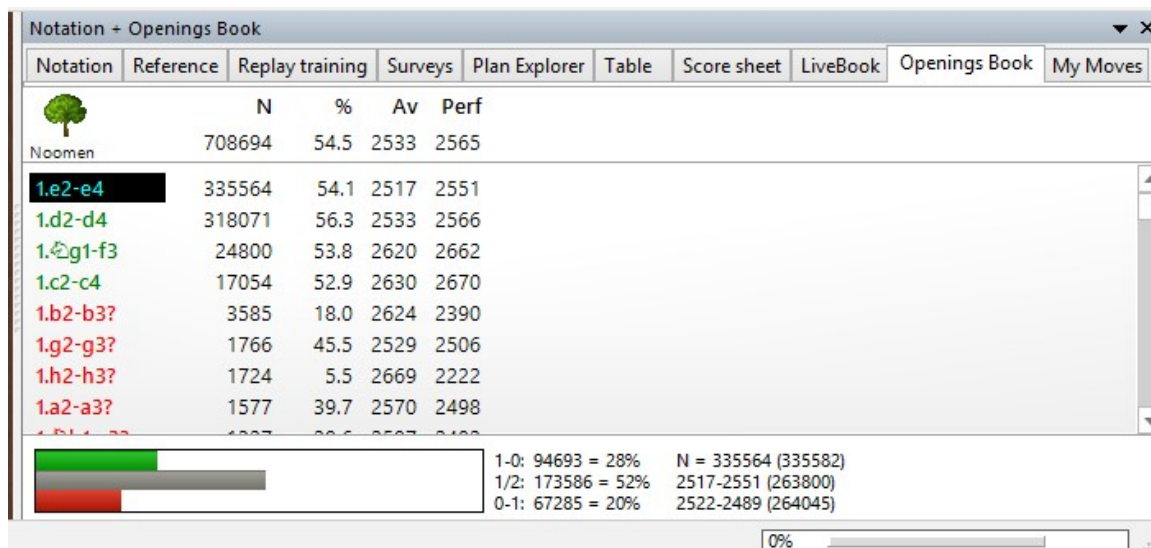 Notation + Openings Book
Notation Reference Replay training Surveys Plan Explorer Table Score sheet LiveBook Openings Book My Moves
N % Av Perf
Noomen 708694 54.5 2533 2565
1.e2-e4 335564 54.1 2517 2551
1.d2-d4 318071 56.3 2533 2566
1.♘g1-f3 24800 53.8 2620 2662
1.c2-c4 17054 52.9 2630 2670
1.b2-b3? 3585 18.0 2624 2390
1.g2-g3? 1766 45.5 2529 2506
1.h2-h3? 1724 5.5 2669 2222
1.a2-a3? 1577 39.7 2570 2498
1-0: 94693 = 28% N = 335564 (335582)
1/2: 173586 = 52% 2517-2551 (263800)
0-1: 67285 = 20% 2522-2489 (264045)
0%